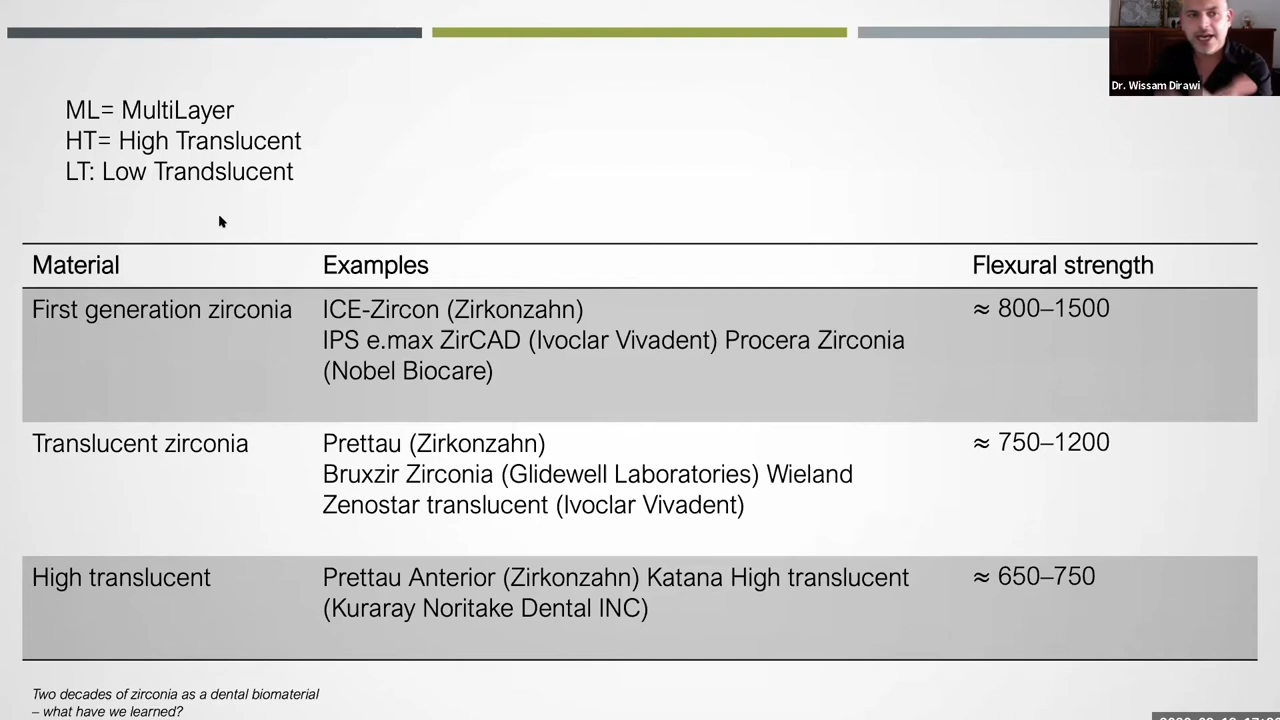 Dr. Wissam Dirawi
ML= MultiLayer
HT= High Translucent
LT: Low Trandslucent
Material Examples Flexural strength
First generation zirconia ICE-Zircon (Zirkonzahn) ≈ 800–1500
IPS e.max ZirCAD (Ivoclar Vivadent) Procera Zirconia
(Nobel Biocare)
Translucent zirconia Prettau (Zirkonzahn) ≈ 750–1200
Bruxzir Zirconia (Glidewell Laboratories) Wieland
Zenostar translucent (Ivoclar Vivadent)
High translucent Prettau Anterior (Zirkonzahn) Katana High translucent ≈ 650–750
(Kuraray Noritake Dental INC)
Two decades of zirconia as a dental biomaterial
– what have we learned?